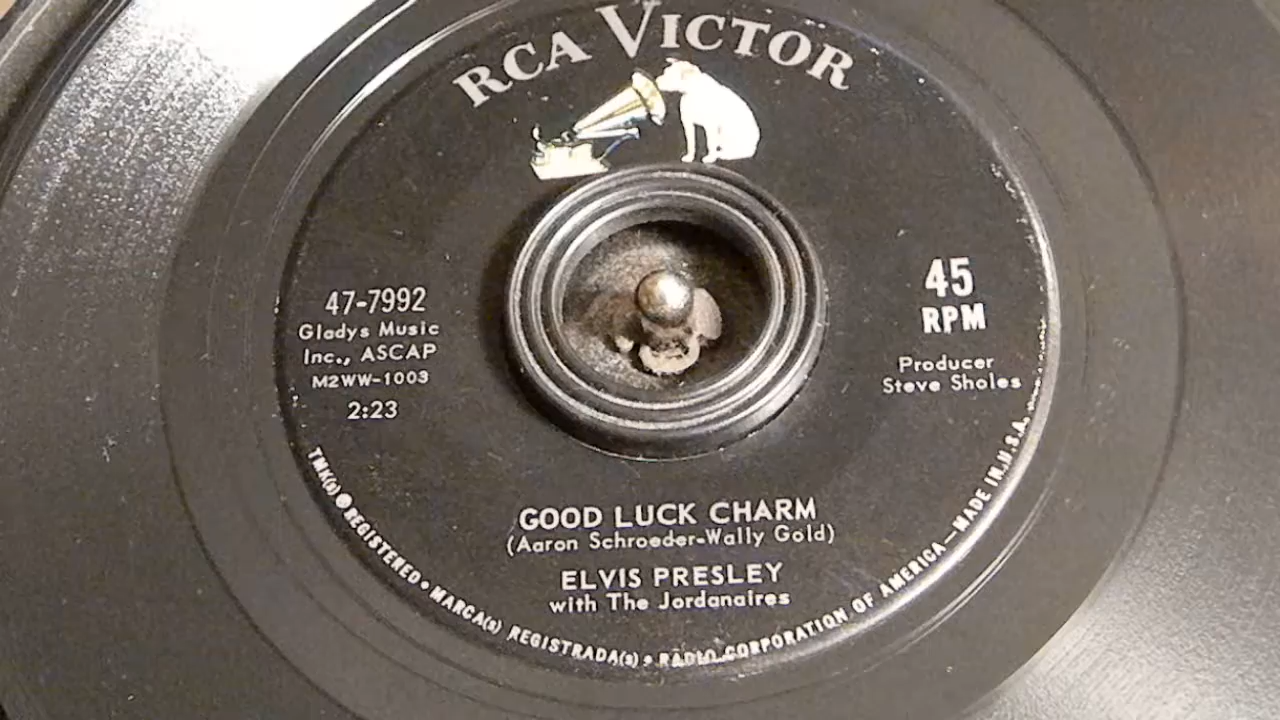 RCA VICTOR
47-7992
Gladys Music
Inc., ASCAP
M2WW-1003
2:23
45
RPM
Producer
Steve Sholes
GOOD LUCK CHARM
(Aaron Schroeder-Wally Gold)
ELVIS PRESLEY
with The Jordanaires
TMK(s) ® REGISTERED • MARCA(s) REGISTRADA(s) • RADIO CORPORATION OF AMERICA—MADE IN U.S.A.